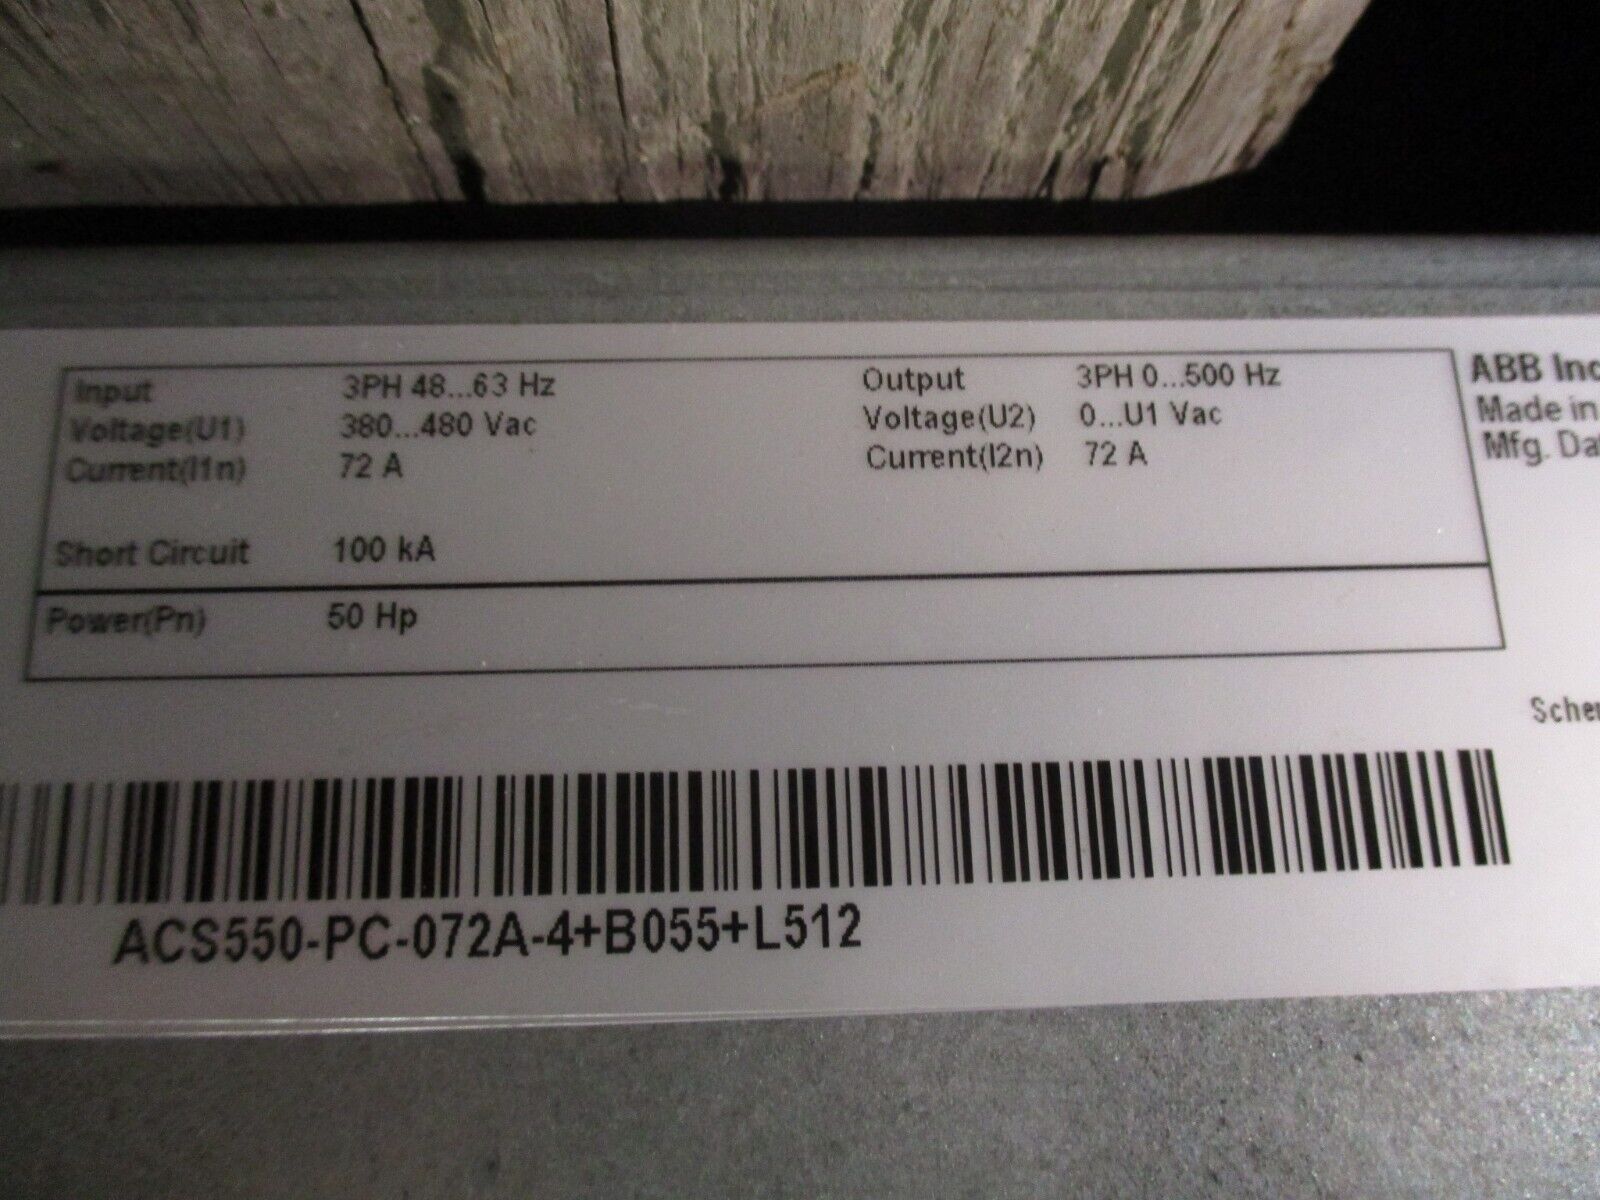 Input 3PH 48...63 Hz Output 3PH 0...500 Hz
Voltage(U1) 380...480 Vac Voltage(U2) 0...U1 Vac
Current(I1n) 72 A Current(I2n) 72 A
Short Circuit 100 kA
Power(Pn) 50 Hp
ABB Inc
Made in
Mfg. Da
Scher
ACS550-PC-072A-4+B055+L512